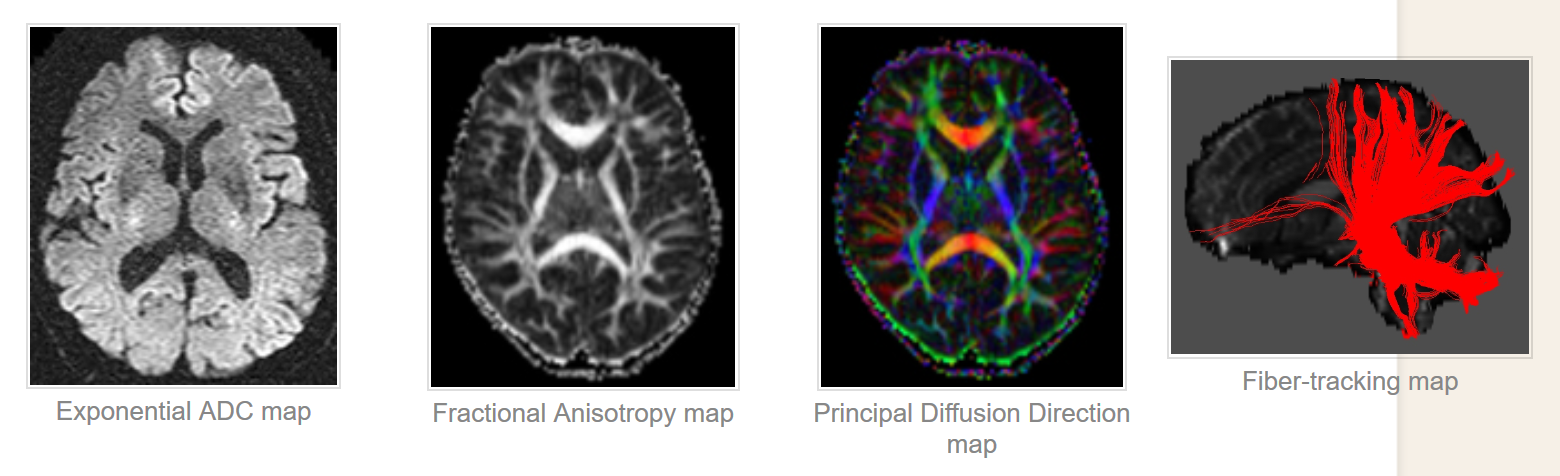 Exponential ADC map
Fractional Anisotropy map
Principal Diffusion Direction
map
Fiber-tracking map